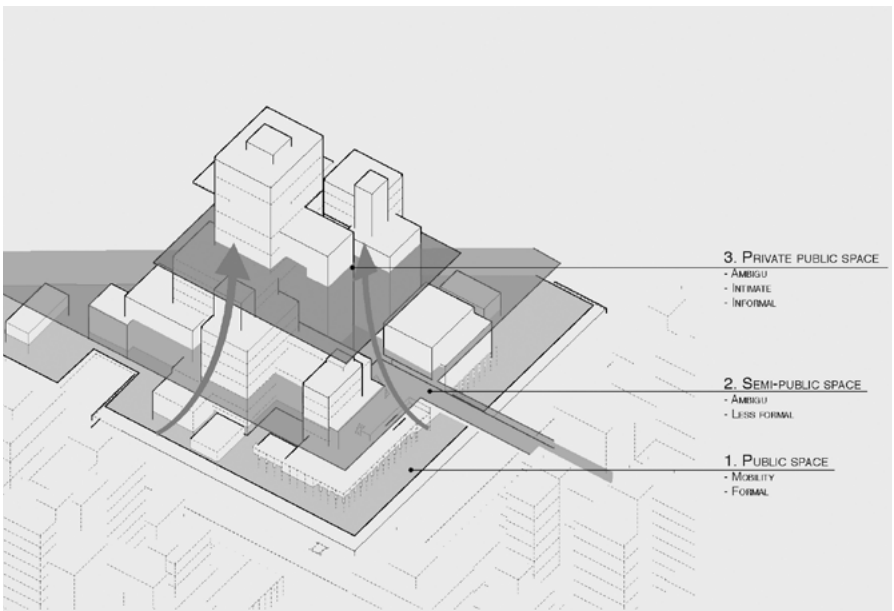 3. Private public space
- Ambigu
- Intimate
- Informal
2. Semi-public space
- Ambigu
- Less formal
1. Public space
- Mobility
- Formal